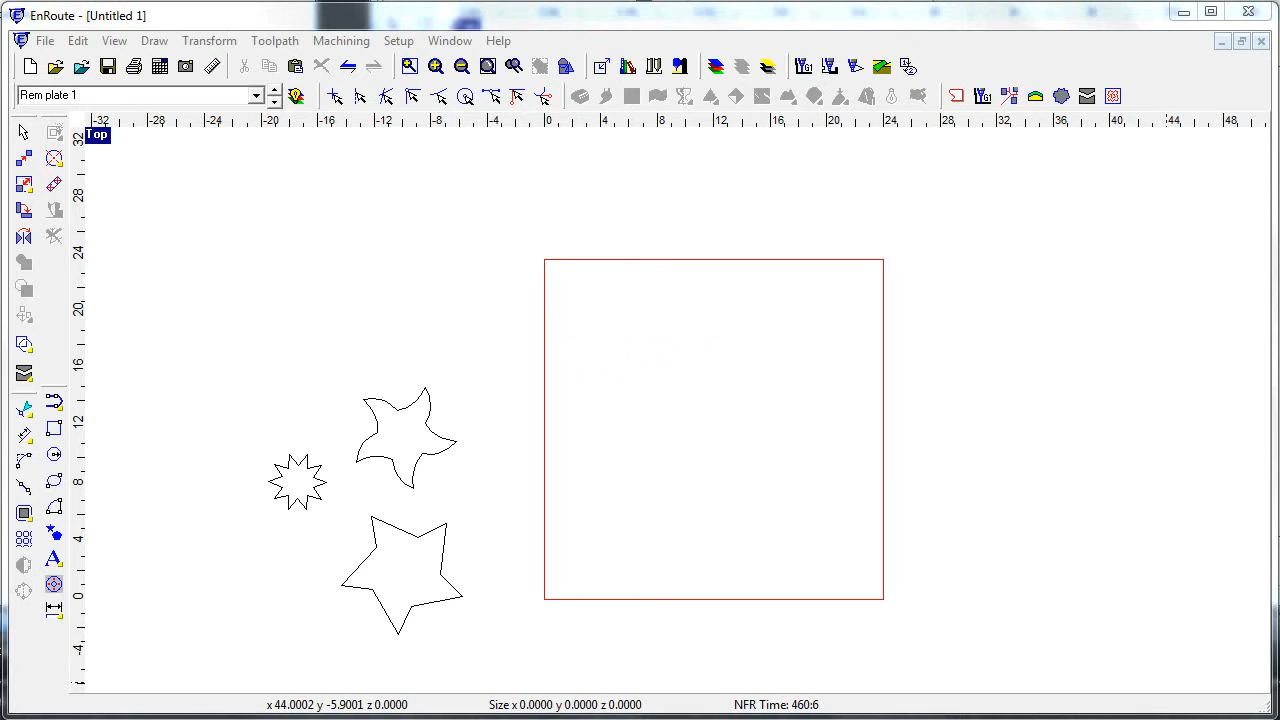 EnRoute - [Untitled 1]
File Edit View Draw Transform Toolpath Machining Setup Window Help
Rem plate 1
-32 -28 -24 -20 -16 -12 -8 -4 0 4 8 12 16 20 24 28 32 36 40 44 48
Top
32
28
24
20
16
12
8
4
0
-4
x 44.0002 y -5.9001 z 0.0000 Size x 0.0000 y 0.0000 z 0.0000 NFR Time: 460:6